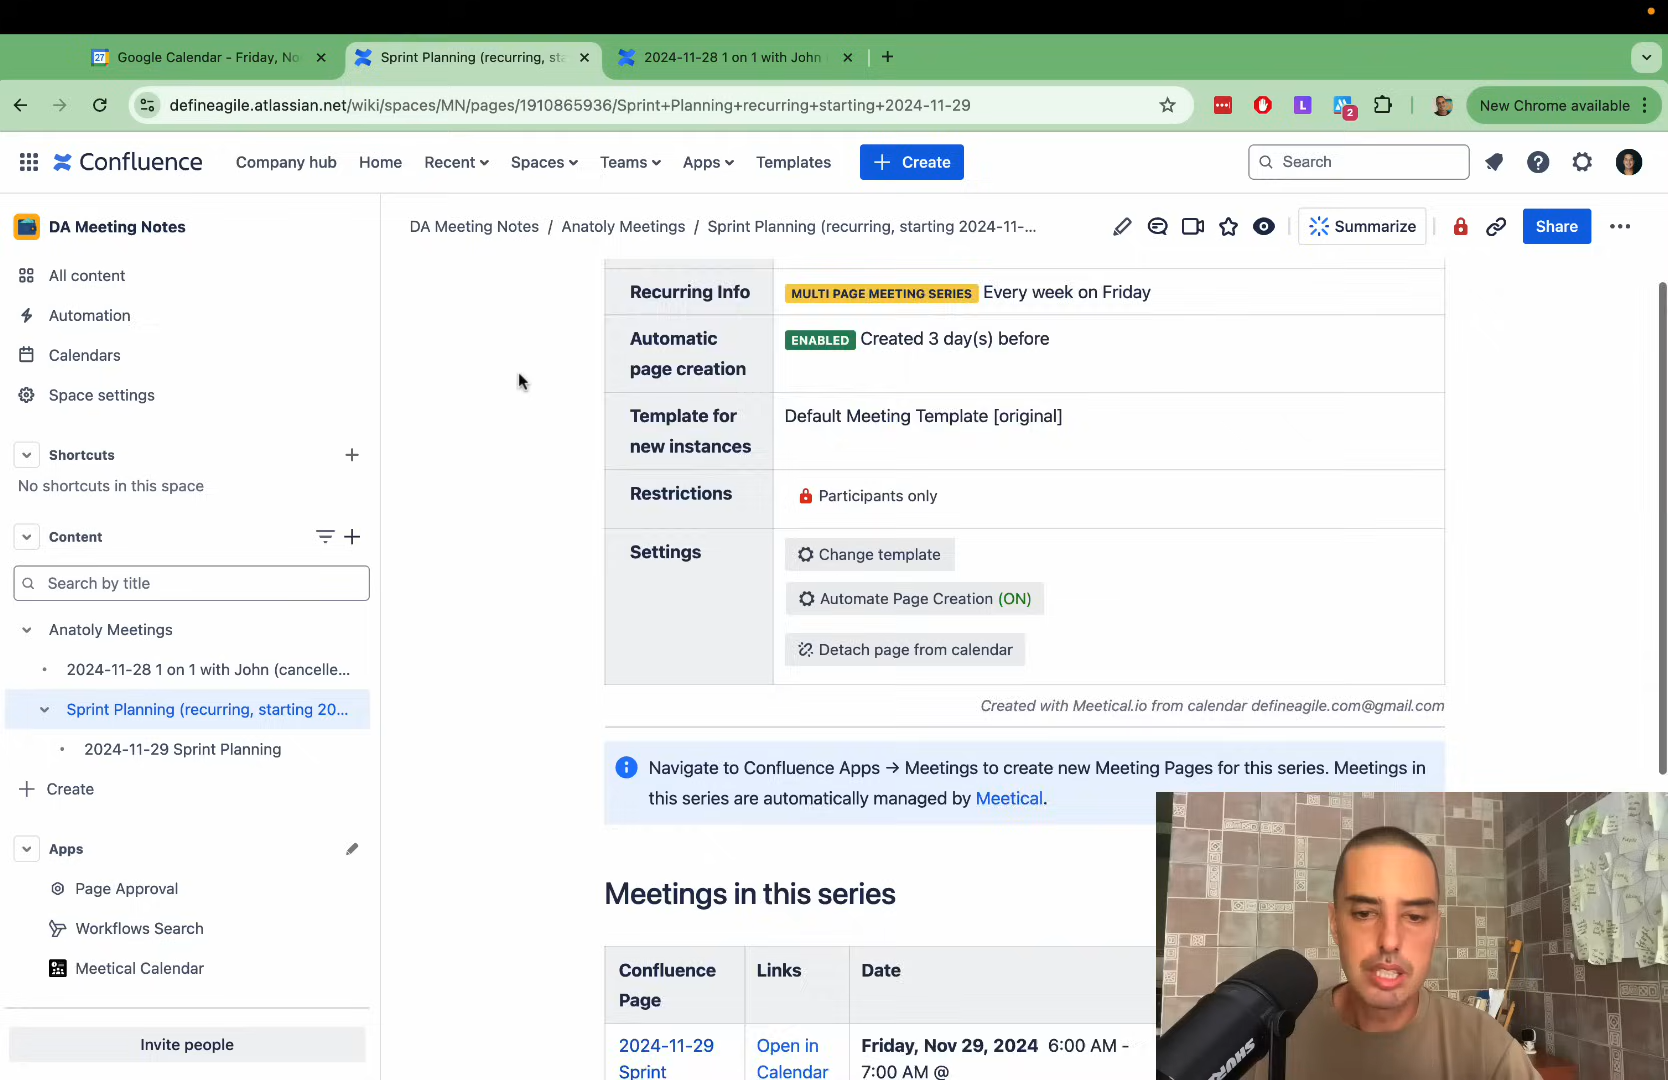 Google Calendar - Friday, No
Sprint Planning (recurring, sta
2024-11-28 1 on 1 with John
defineagile.atlassian.net/wiki/spaces/MN/pages/1910865936/Sprint+Planning+recurring+starting+2024-11-29
L
2
New Chrome available
Confluence
Company hub
Home
Recent
Spaces
Teams
Apps
Templates
+ Create
Search
DA Meeting Notes
DA Meeting Notes / Anatoly Meetings / Sprint Planning (recurring, starting 2024-11-...
Summarize
Share
All content
Automation
Calendars
Space settings
Shortcuts
No shortcuts in this space
Content
Search by title
Anatoly Meetings
2024-11-28 1 on 1 with John (cancelle...
Sprint Planning (recurring, starting 20...
2024-11-29 Sprint Planning
Create
Apps
Page Approval
Workflows Search
Meetical Calendar
Invite people
Recurring Info
MULTI PAGE MEETING SERIES Every week on Friday
Automatic
page creation
ENABLED Created 3 day(s) before
Template for
new instances
Default Meeting Template [original]
Restrictions
Participants only
Settings
Change template
Automate Page Creation (ON)
Detach page from calendar
Created with Meetical.io from calendar defineagile.com@gmail.com
Navigate to Confluence Apps → Meetings to create new Meeting Pages for this series. Meetings in
this series are automatically managed by Meetical.
Meetings in this series
Confluence
Page
Links
Date
2024-11-29
Sprint
Open in
Calendar
Friday, Nov 29, 2024 6:00 AM -
7:00 AM @
SHURE